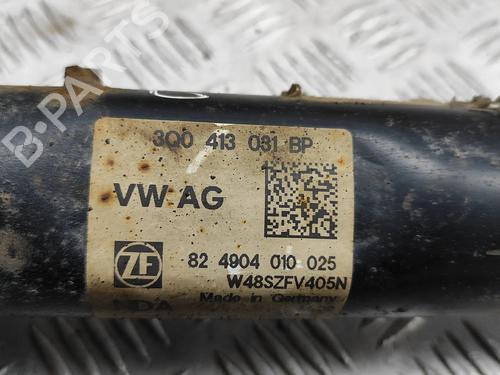 B-PARTS
3Q0 413 031 BP
VW AG
ZF
82 4904 010 025
W48SZFV405N
Made in Germany